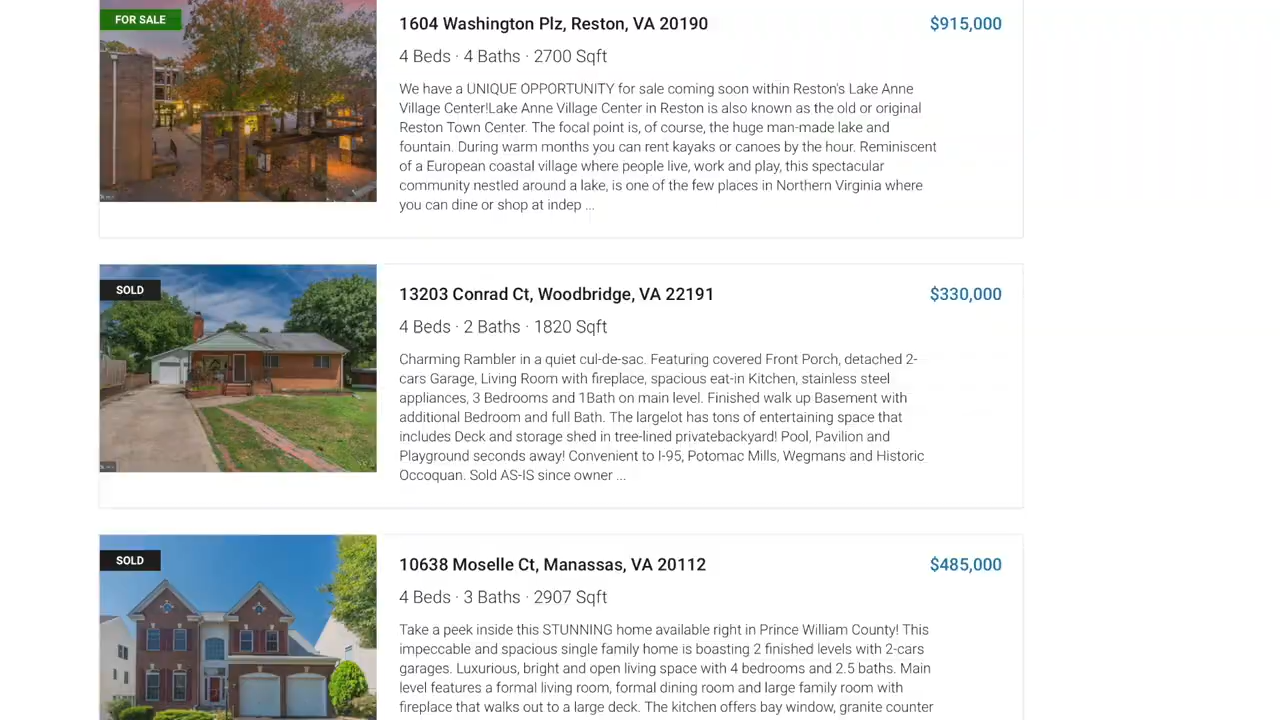 FOR SALE
1604 Washington Plz, Reston, VA 20190
$915,000
4 Beds · 4 Baths · 2700 Sqft
We have a UNIQUE OPPORTUNITY for sale coming soon within Reston's Lake Anne
Village Center!Lake Anne Village Center in Reston is also known as the old or original
Reston Town Center. The focal point is, of course, the huge man-made lake and
fountain. During warm months you can rent kayaks or canoes by the hour. Reminiscent
of a European coastal village where people live, work and play, this spectacular
community nestled around a lake, is one of the few places in Northern Virginia where
you can dine or shop at indep ...
SOLD
13203 Conrad Ct, Woodbridge, VA 22191
$330,000
4 Beds · 2 Baths · 1820 Sqft
Charming Rambler in a quiet cul-de-sac. Featuring covered Front Porch, detached 2-
cars Garage, Living Room with fireplace, spacious eat-in Kitchen, stainless steel
appliances, 3 Bedrooms and 1Bath on main level. Finished walk up Basement with
additional Bedroom and full Bath. The largelot has tons of entertaining space that
includes Deck and storage shed in tree-lined privatebackyard! Pool, Pavilion and
Playground seconds away! Convenient to I-95, Potomac Mills, Wegmans and Historic
Occoquan. Sold AS-IS since owner ...
SOLD
10638 Moselle Ct, Manassas, VA 20112
$485,000
4 Beds · 3 Baths · 2907 Sqft
Take a peek inside this STUNNING home available right in Prince William County! This
impeccable and spacious single family home is boasting 2 finished levels with 2-cars
garages. Luxurious, bright and open living space with 4 bedrooms and 2.5 baths. Main
level features a formal living room, formal dining room and large family room with
fireplace that walks out to a large deck. The kitchen offers bay window, granite counter